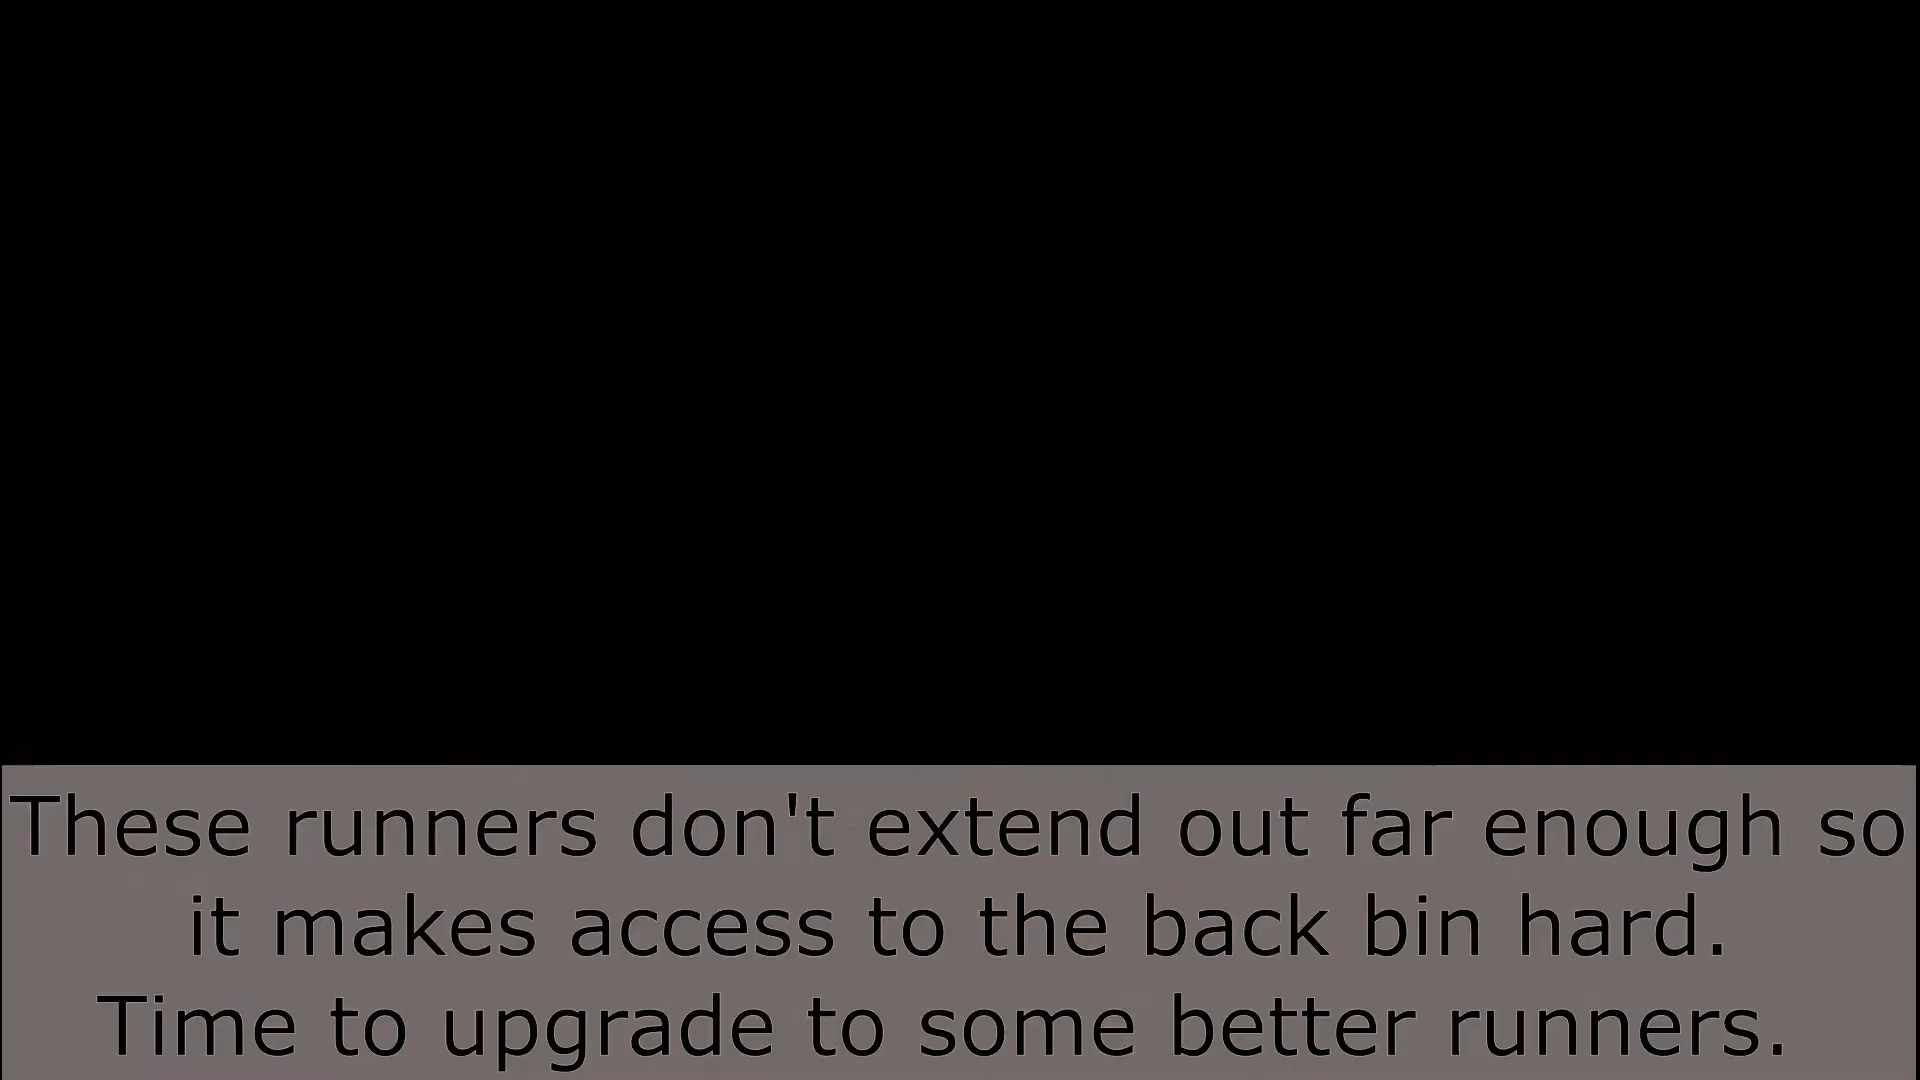 These runners don't extend out far enough so
it makes access to the back bin hard.
Time to upgrade to some better runners.